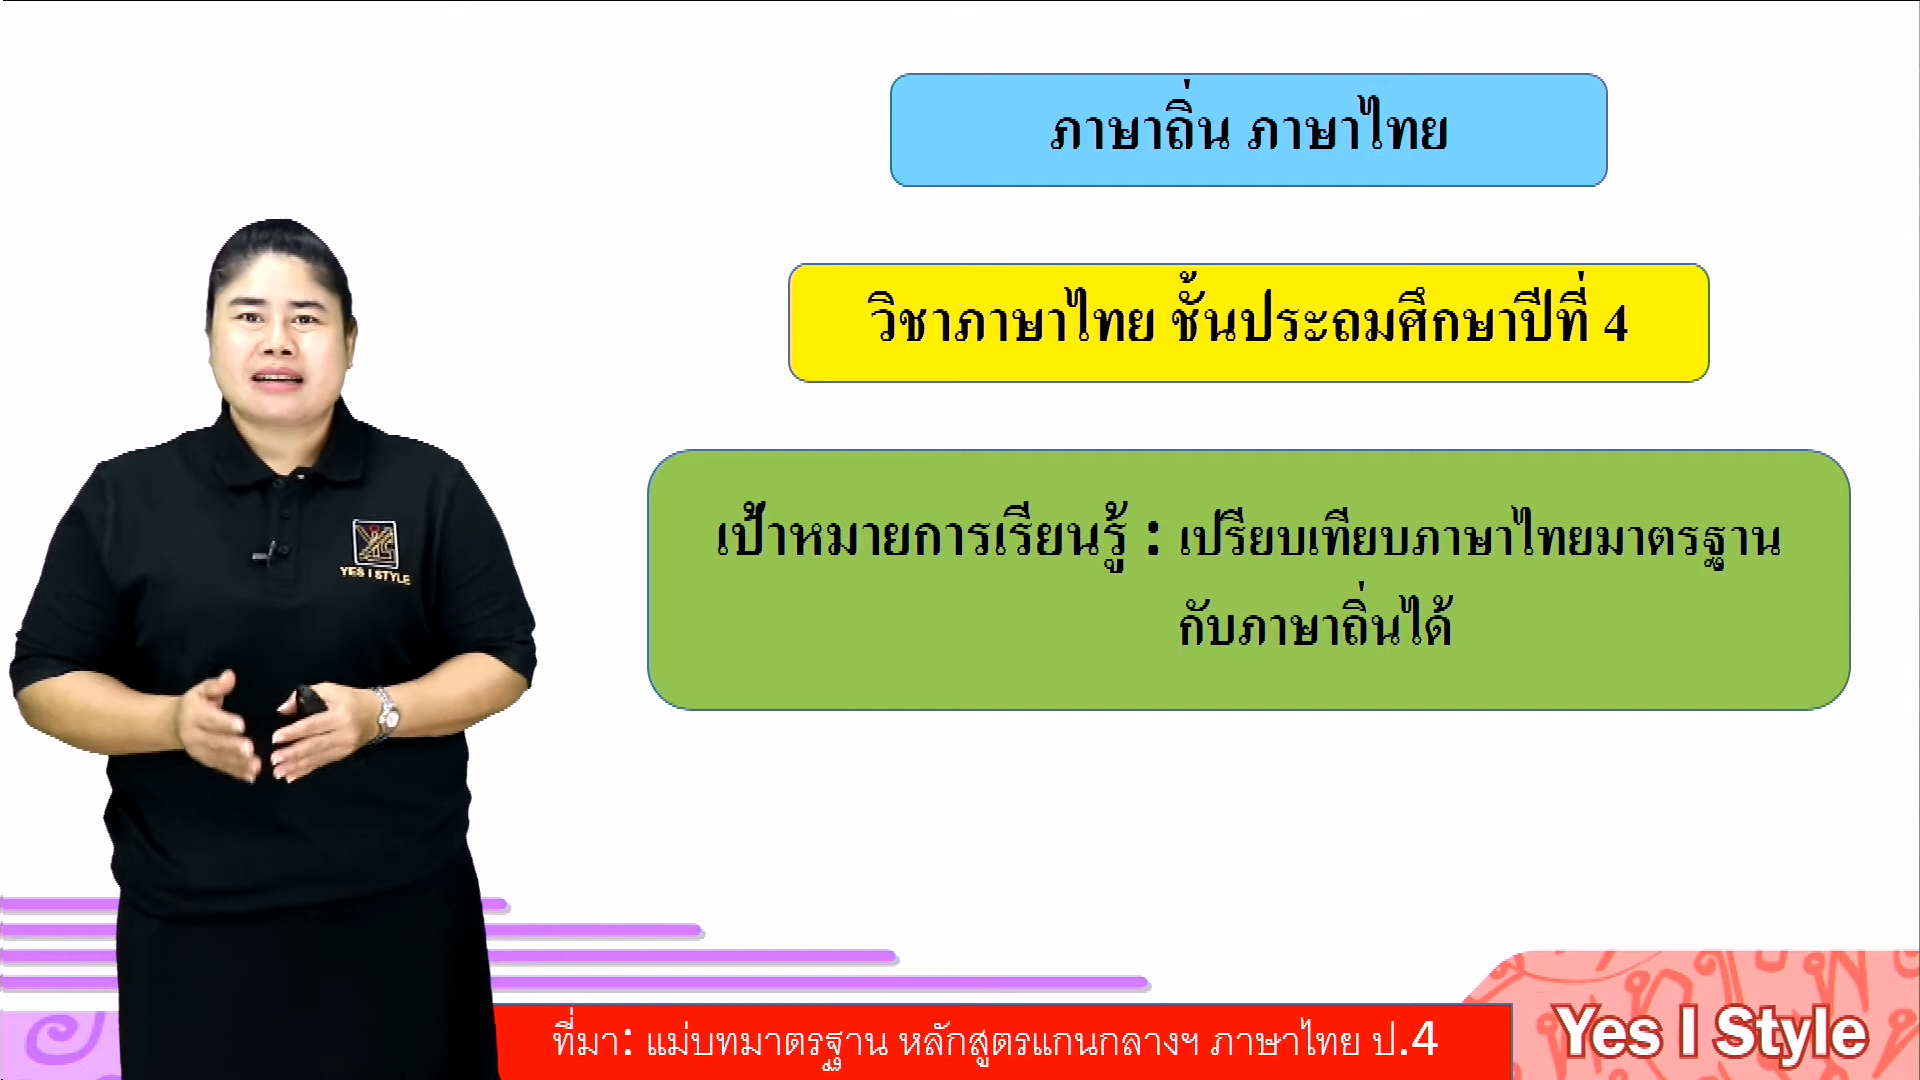 ภาษาถิ่น ภาษาไทย
วิชาภาษาไทย ชั้นประถมศึกษาปีที่ 4
เป้าหมายการเรียนรู้ : เปรียบเทียบภาษาไทยมาตรฐาน
กับภาษาถิ่นได้
YES I STYLE
ที่มา: แม่บทมาตรฐาน หลักสูตรแกนกลางฯ ภาษาไทย ป.4
Yes I Style